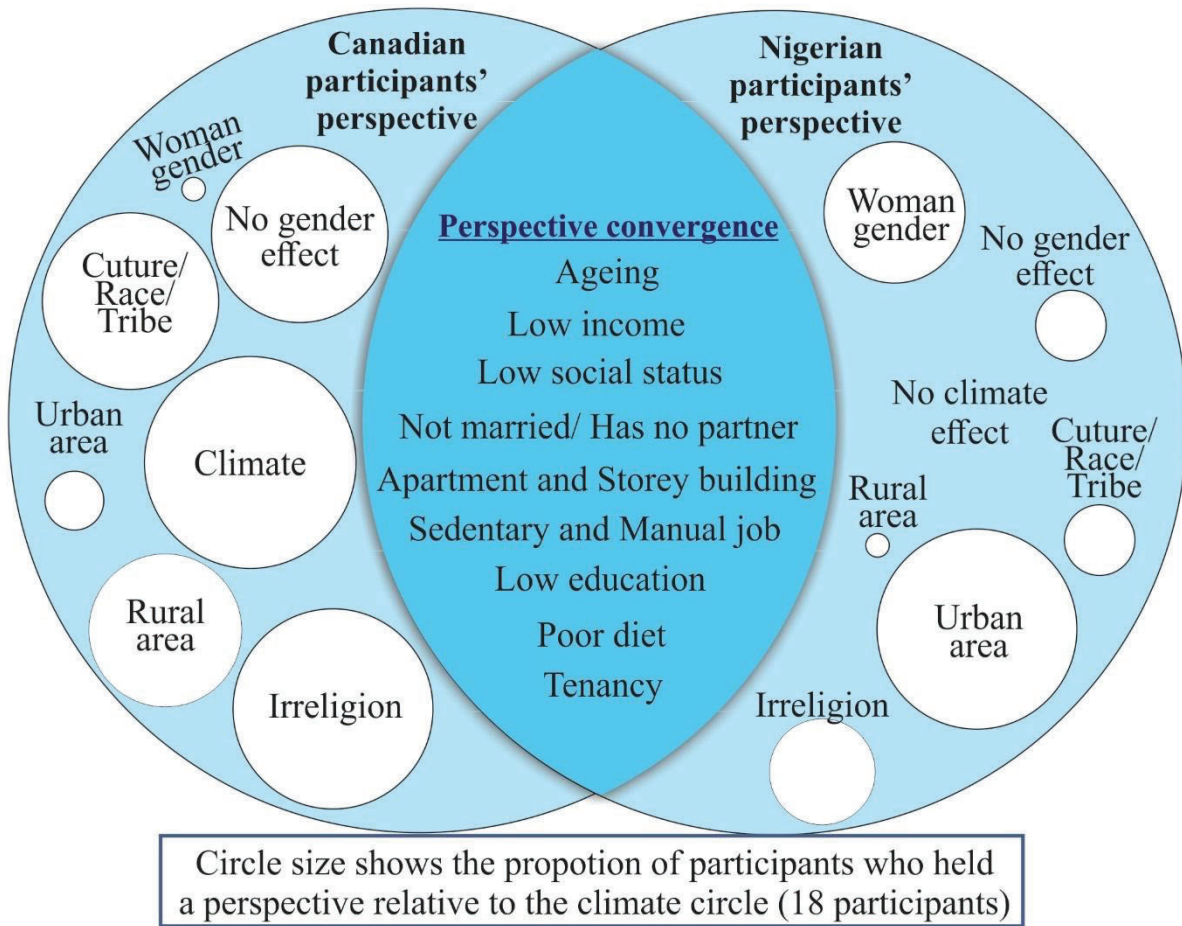 Canadian
participants'
perspective
Woman
gender
No gender
effect
Cuture/
Race/
Tribe
Urban
area
Climate
Rural
area
Irreligion
Perspective convergence
Ageing
Low income
Low social status
Not married/ Has no partner
Apartment and Storey building
Sedentary and Manual job
Low education
Poor diet
Tenancy
Nigerian
participants'
perspective
Woman
gender
No gender
effect
No climate
effect
Cuture/
Race/
Tribe
Rural
area
Urban
area
Irreligion
Circle size shows the propotion of participants who held
a perspective relative to the climate circle (18 participants)